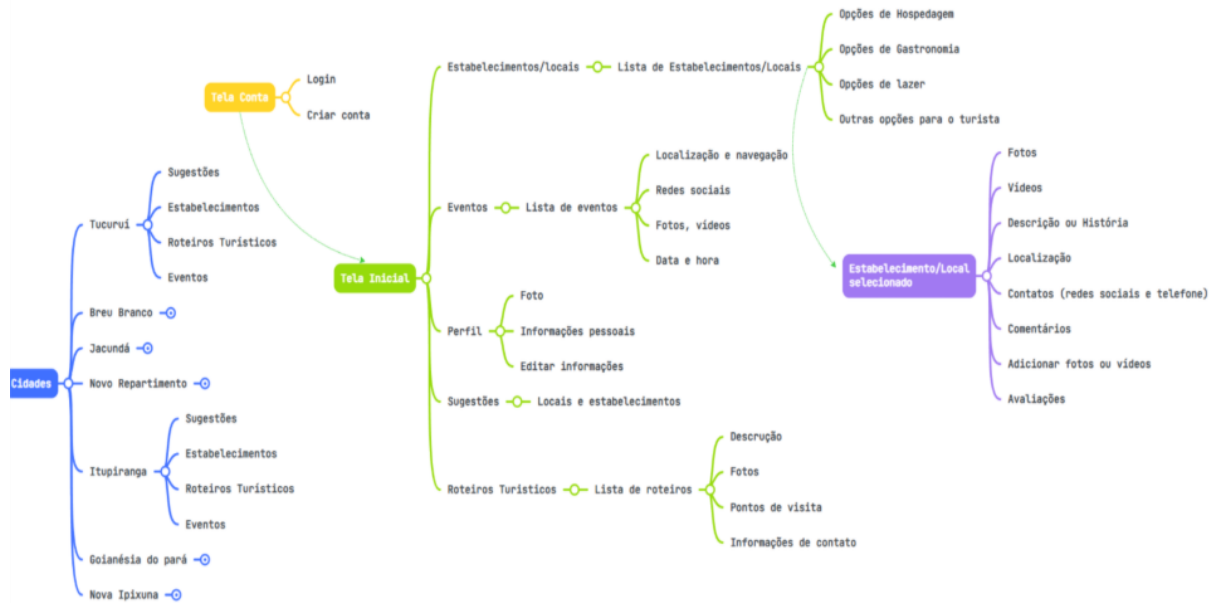 Cidades
Tucuruí
Sugestões
Estabelecimentos
Roteiros Turísticos
Eventos
Breu Branco
Jacundá
Novo Repartimento
Itupiranga
Sugestões
Estabelecimentos
Roteiros Turísticos
Eventos
Goianésia do pará
Nova Ipixuna
Tela Conta
Login
Criar conta
Tela Inicial
Estabelecimentos/locais
Lista de Estabelecimentos/Locais
Opções de Hospedagem
Opções de Gastronomia
Opções de lazer
Outras opções para o turista
Eventos
Lista de eventos
Localização e navegação
Redes sociais
Fotos, vídeos
Data e hora
Perfil
Foto
Informações pessoais
Editar informações
Sugestões
Locais e estabelecimentos
Roteiros Turisticos
Lista de roteiros
Descrução
Fotos
Pontos de visita
Informações de contato
Estabelecimento/Local
selecionado
Fotos
Vídeos
Descrição ou História
Localização
Contatos (redes sociais e telefone)
Comentários
Adicionar fotos ou vídeos
Avaliações